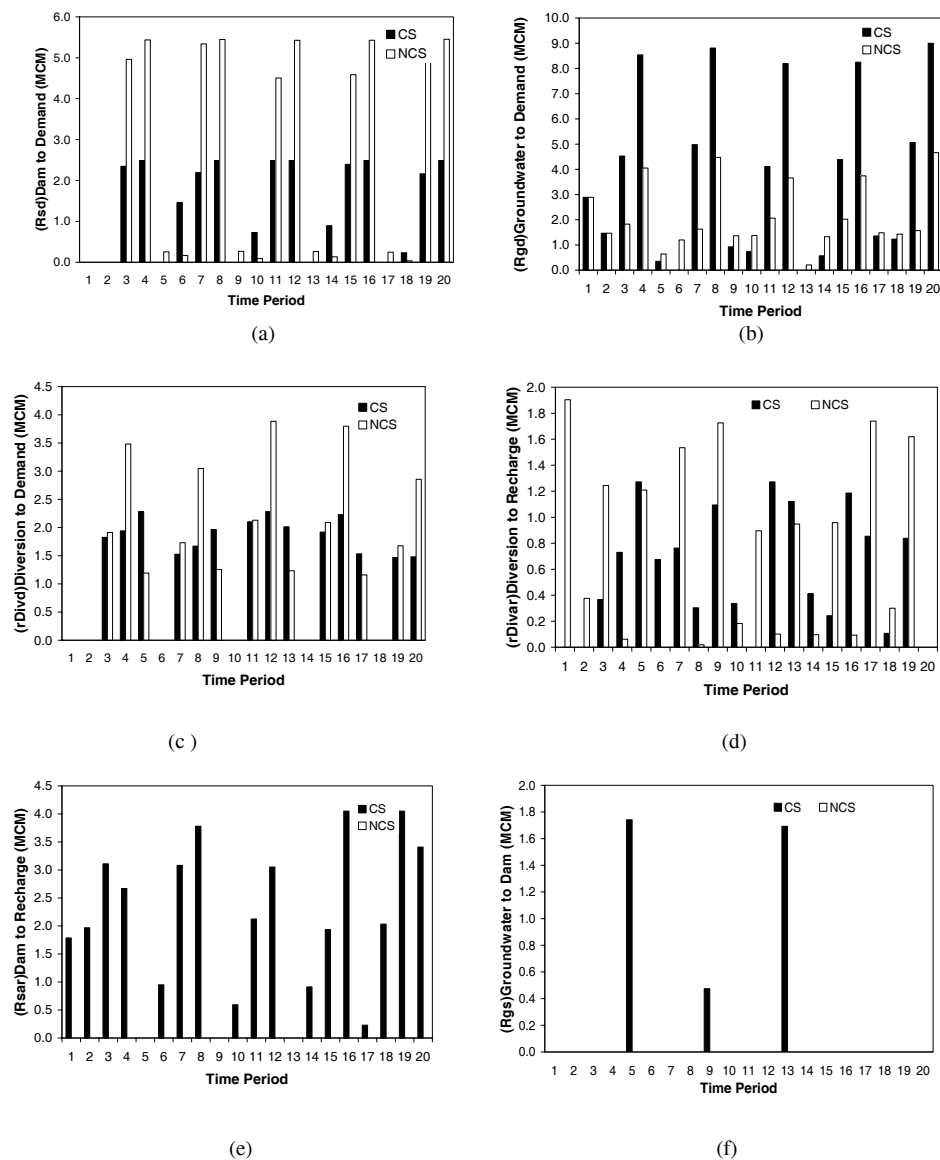 6.0
5.0
4.0
3.0
2.0
1.0
0.0
(Rsd)Dam to Demand (MCM)
CS
NCS
1 2 3 4 5 6 7 8 9 10 11 12 13 14 15 16 17 18 19 20
Time Period
(a)
10.0
9.0
8.0
7.0
6.0
5.0
4.0
3.0
2.0
1.0
0.0
(Rgd)Groundwater to Demand (MCM)
CS
NCS
1 2 3 4 5 6 7 8 9 10 11 12 13 14 15 16 17 18 19 20
Time Period
(b)
4.5
4.0
3.5
3.0
2.5
2.0
1.5
1.0
0.5
0.0
(rDivd)Diversion to Demand (MCM)
CS
NCS
1 2 3 4 5 6 7 8 9 10 11 12 13 14 15 16 17 18 19 20
Time Period
(c )
2.0
1.8
1.6
1.4
1.2
1.0
0.8
0.6
0.4
0.2
0.0
(rDivar)Diversion to Recharge (MCM)
CS NCS
1 2 3 4 5 6 7 8 9 10 11 12 13 14 15 16 17 18 19 20
Time Period
(d)
4.5
4.0
3.5
3.0
2.5
2.0
1.5
1.0
0.5
0.0
(Rsar)Dam to Recharge (MCM)
CS
NCS
1 2 3 4 5 6 7 8 9 10 11 12 13 14 15 16 17 18 19 20
Time Period
(e)
2.0
1.8
1.6
1.4
1.2
1.0
0.8
0.6
0.4
0.2
0.0
(Rgs)Groundwater to Dam (MCM)
CS NCS
1 2 3 4 5 6 7 8 9 10 11 12 13 14 15 16 17 18 19 20
Time Period
(f)